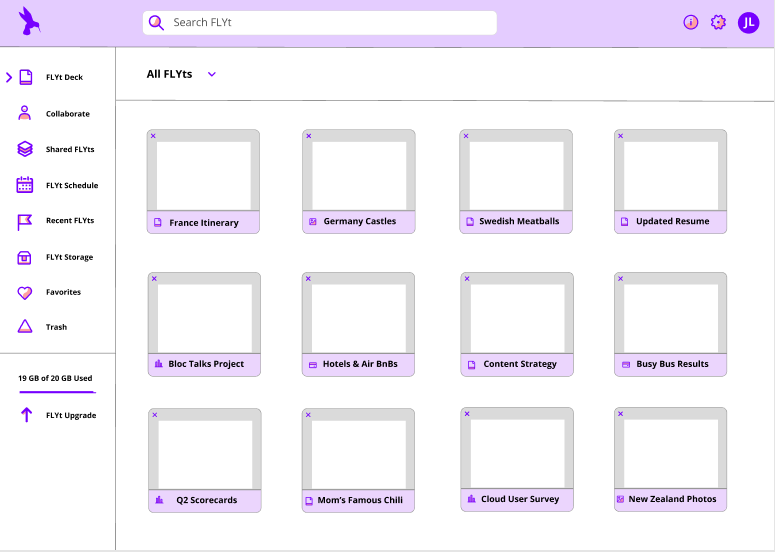 Search FLYt
JL
FLYt Deck
Collaborate
Shared FLYts
FLYt Schedule
Recent FLYts
FLYt Storage
Favorites
Trash
19 GB of 20 GB Used
FLYt Upgrade
All FLYts
France Itinerary
Germany Castles
Swedish Meatballs
Updated Resume
Bloc Talks Project
Hotels & Air BnBs
Content Strategy
Busy Bus Results
Q2 Scorecards
Mom's Famous Chili
Cloud User Survey
New Zealand Photos